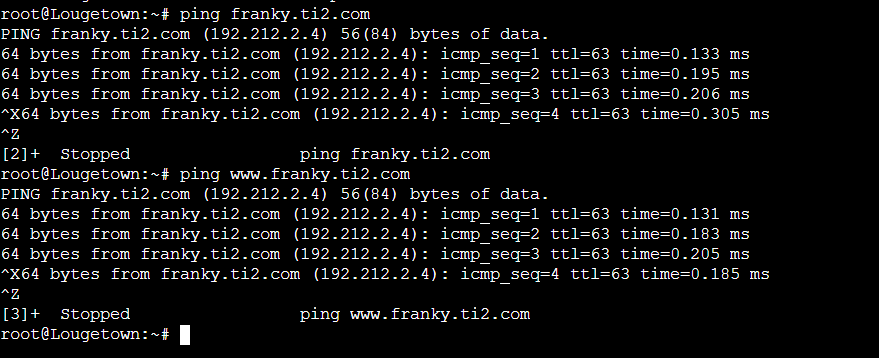 root@Lougetown:~# ping franky.ti2.com
PING franky.ti2.com (192.212.2.4) 56(84) bytes of data.
64 bytes from franky.ti2.com (192.212.2.4): icmp_seq=1 ttl=63 time=0.133 ms
64 bytes from franky.ti2.com (192.212.2.4): icmp_seq=2 ttl=63 time=0.195 ms
64 bytes from franky.ti2.com (192.212.2.4): icmp_seq=3 ttl=63 time=0.206 ms
^X64 bytes from franky.ti2.com (192.212.2.4): icmp_seq=4 ttl=63 time=0.305 ms
^Z
[2]+  Stopped                 ping franky.ti2.com
root@Lougetown:~# ping www.franky.ti2.com
PING franky.ti2.com (192.212.2.4) 56(84) bytes of data.
64 bytes from franky.ti2.com (192.212.2.4): icmp_seq=1 ttl=63 time=0.131 ms
64 bytes from franky.ti2.com (192.212.2.4): icmp_seq=2 ttl=63 time=0.183 ms
64 bytes from franky.ti2.com (192.212.2.4): icmp_seq=3 ttl=63 time=0.205 ms
^X64 bytes from franky.ti2.com (192.212.2.4): icmp_seq=4 ttl=63 time=0.185 ms
^Z
[3]+  Stopped                 ping www.franky.ti2.com
root@Lougetown:~#